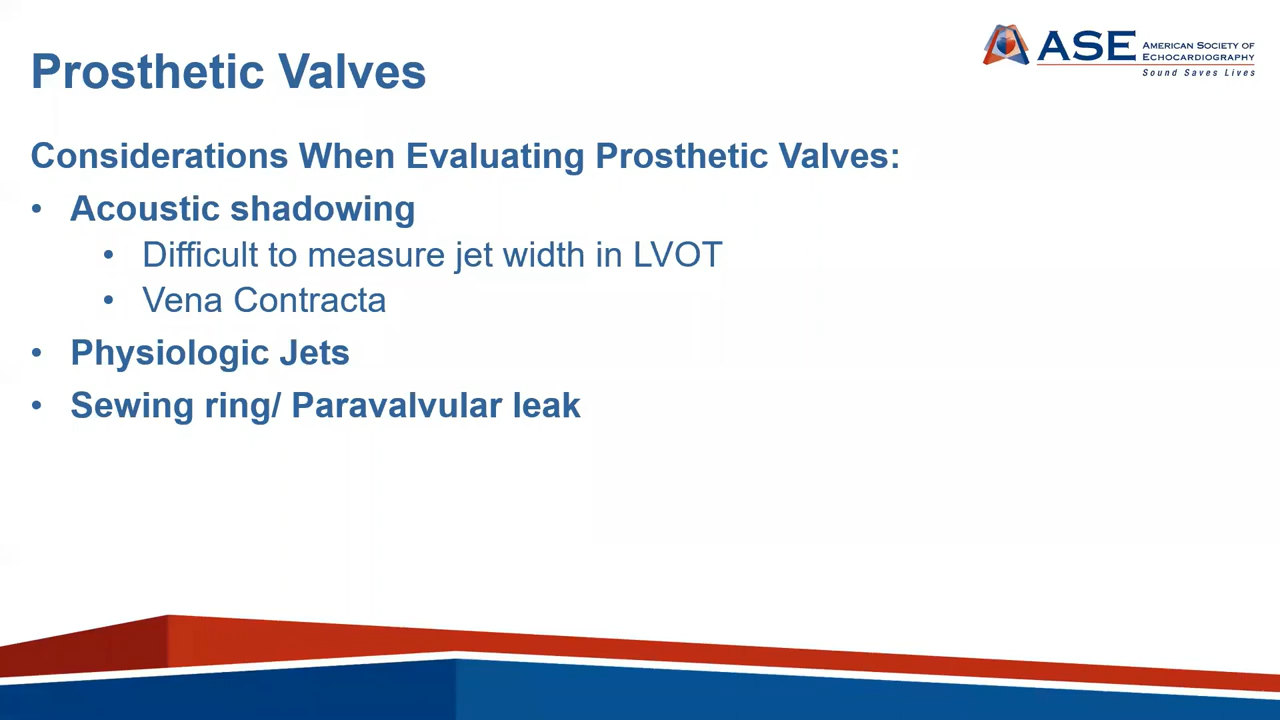 Prosthetic Valves
ASE AMERICAN SOCIETY OF
ECHOCARDIOGRAPHY
Sound Saves Lives
Considerations When Evaluating Prosthetic Valves:
• Acoustic shadowing
• Difficult to measure jet width in LVOT
• Vena Contracta
• Physiologic Jets
• Sewing ring/ Paravalvular leak